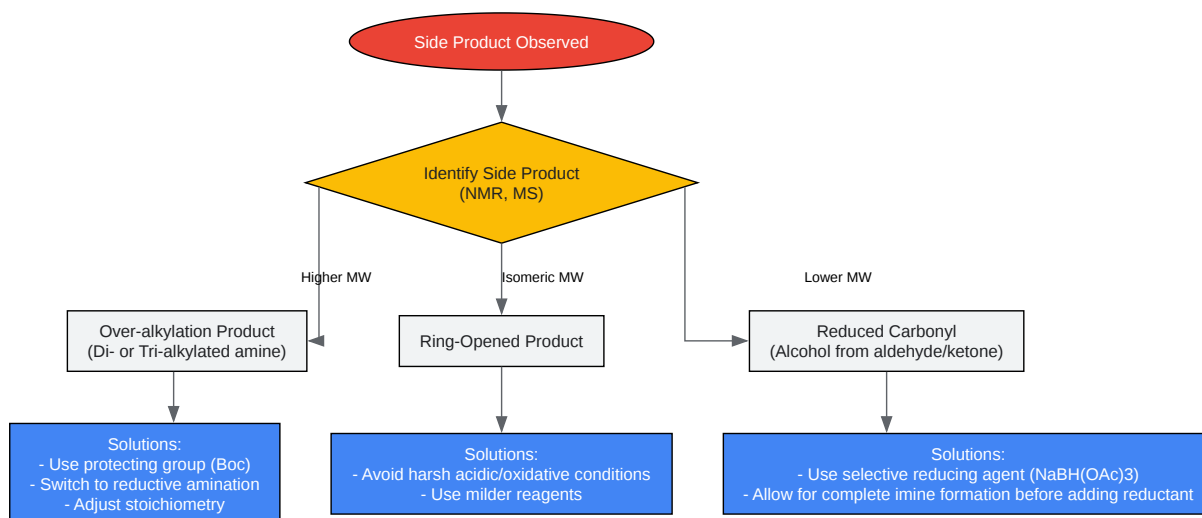 Side Product Observed
Identify Side Product
(NMR, MS)
Higher MW
Isomeric MW
Lower MW
Over-alkylation Product
(Di- or Tri-alkylated amine)
Ring-Opened Product
Reduced Carbonyl
(Alcohol from aldehyde/ketone)
Solutions:
- Use protecting group (Boc)
- Switch to reductive amination
- Adjust stoichiometry
Solutions:
- Avoid harsh acidic/oxidative conditions
- Use milder reagents
Solutions:
- Use selective reducing agent (NaBH(OAc)3)
- Allow for complete imine formation before adding reductant